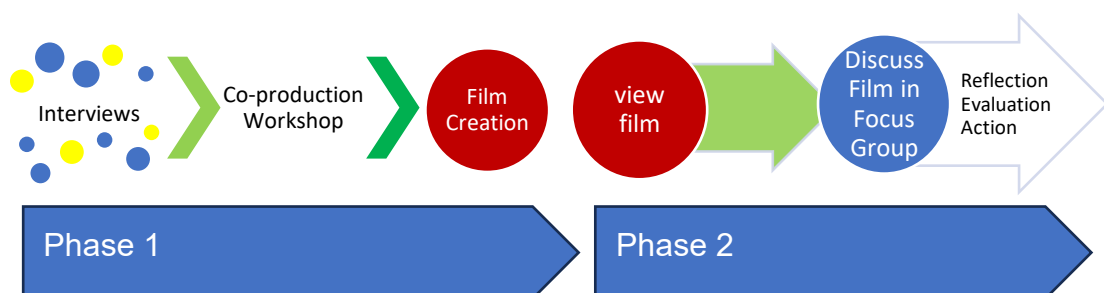 Interviews
Co-production
Workshop
Film
Creation
view
film
Discuss
Film in
Focus
Group
Reflection
Evaluation
Action
Phase 1
Phase 2